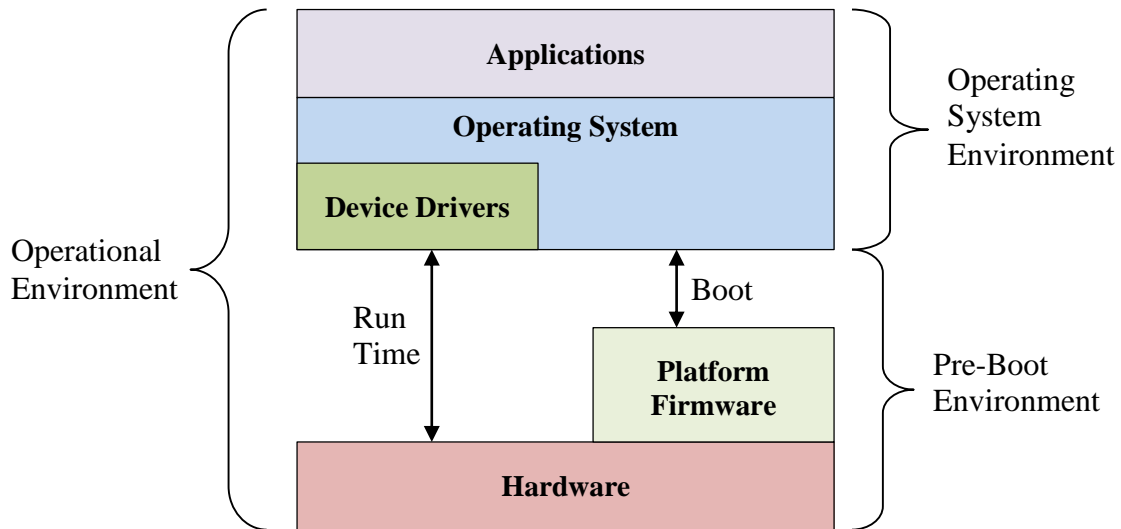 Applications
Operating System
Device Drivers
Operating
System
Environment
Operational
Environment
Run
Time
Boot
Platform
Firmware
Pre-Boot
Environment
Hardware